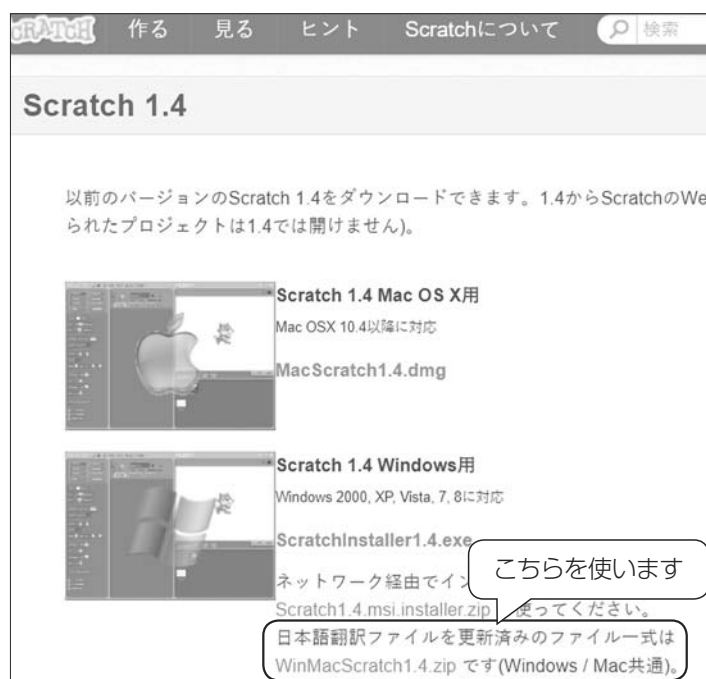 SCRATCH 作る 見る ヒント Scratchについて 検索
Scratch 1.4
以前のバージョンのScratch 1.4をダウンロードできます。1.4からScratchのWe
られたプロジェクトは1.4では開けません)。
Scratch 1.4 Mac OS X用
Mac OSX 10.4以降に対応
MacScratch1.4.dmg
Scratch 1.4 Windows用
Windows 2000, XP, Vista, 7, 8に対応
ScratchInstaller1.4.exe
こちらを使います
ネットワーク経由でイン
Scratch1.4.msi.installer.zip 使ってください。
日本語翻訳ファイルを更新済みのファイル一式は
WinMacScratch1.4.zip です(Windows / Mac共通)。